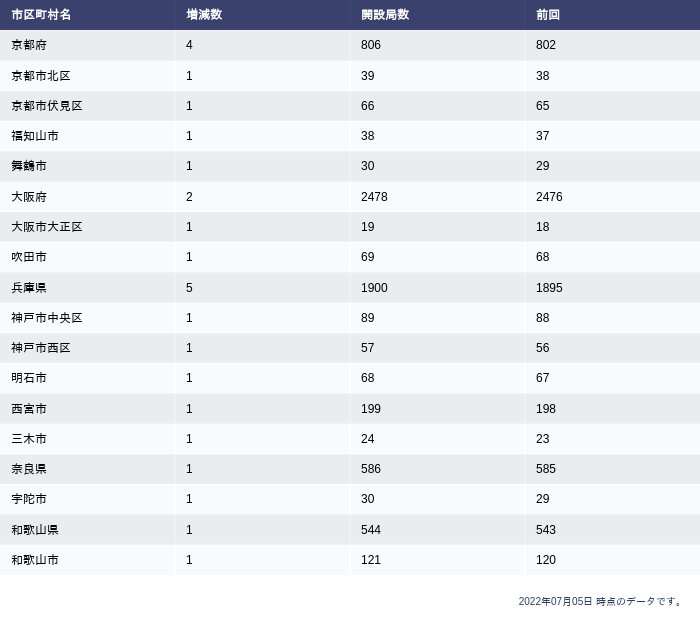 市区町村名 増減数 開設局数 前回
京都府 4 806 802
京都市北区 1 39 38
京都市伏見区 1 66 65
福知山市 1 38 37
舞鶴市 1 30 29
大阪府 2 2478 2476
大阪市大正区 1 19 18
吹田市 1 69 68
兵庫県 5 1900 1895
神戸市中央区 1 89 88
神戸市西区 1 57 56
明石市 1 68 67
西宮市 1 199 198
三木市 1 24 23
奈良県 1 586 585
宇陀市 1 30 29
和歌山県 1 544 543
和歌山市 1 121 120
2022年07月05日 時点のデータです。